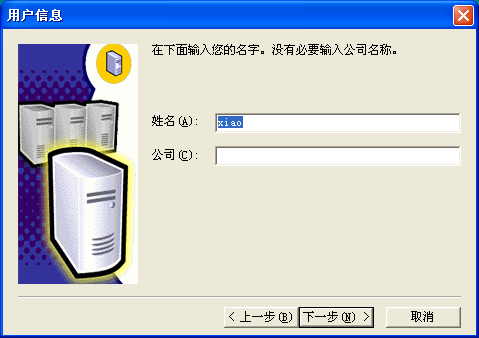 用户信息
在下面输入您的名字。没有必要输入公司名称。
姓名(A):
xiao
公司(C):
< 上一步(B) 下一步(N) > 取消